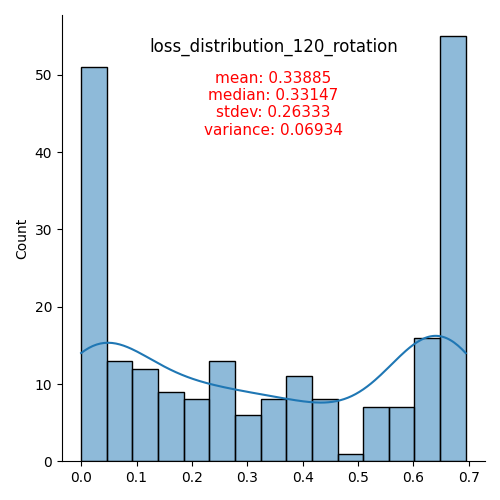 loss_distribution_120_rotation
mean: 0.33885
median: 0.33147
stdev: 0.26333
variance: 0.06934
Count
50
40
30
20
10
0
0.0 0.1 0.2 0.3 0.4 0.5 0.6 0.7